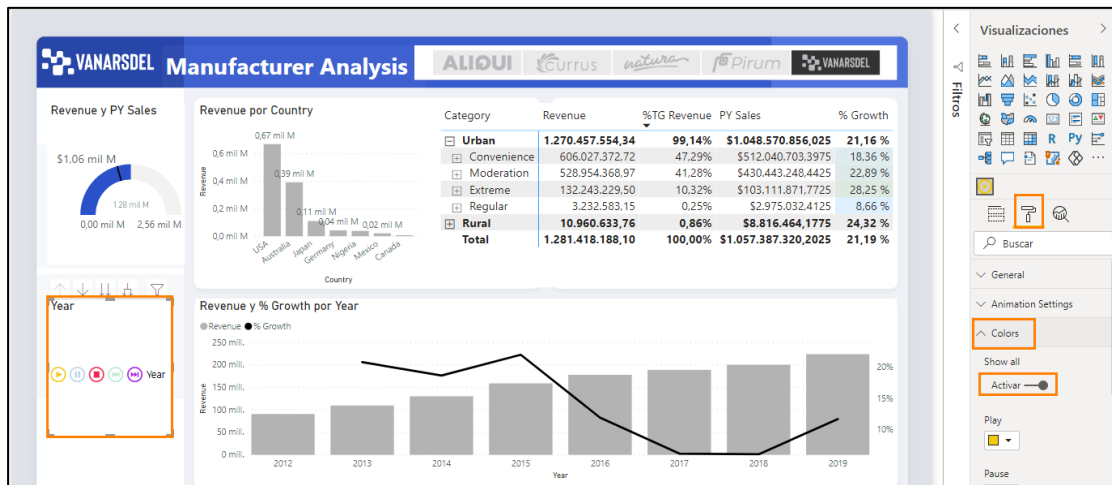 VANARSDEL
Manufacturer Analysis
ALIQUI
Currus
natura
Pirum
VANARSDEL
Revenue y PY Sales
$1.06 mil M
1.28 mil M
0,00 mil M
2,56 mil M
Revenue por Country
Revenue
0,6 mil M
0,4 mil M
0,2 mil M
0,0 mil M
0,67 mil M
0,39 mil M
0,11 mil M
0,04 mil M
0,02 mil M
USA
Australia
Japan
Germany
Nigeria
Mexico
Canada
Country
Category Revenue %TG Revenue PY Sales % Growth
Urban 1.270.457.554,34 99,14% $1.048.570.856,025 21,16 %
Convenience 606.027.372,72 47,29% $512.040.703,3975 18,36 %
Moderation 528.954.368,97 41,28% $430.443.248,4425 22,89 %
Extreme 132.243.229,50 10,32% $103.111.871,7725 28,25 %
Regular 3.232.583,15 0,25% $2.975.032,4125 8,66 %
Rural 10.960.633,76 0,86% $8.816.464,1775 24,32 %
Total 1.281.418.188,10 100,00% $1.057.387.320,2025 21,19 %
Year
Year
Revenue y % Growth por Year
Revenue % Growth
Revenue
250 mill.
200 mill.
150 mill.
100 mill.
50 mill.
0 mill.
20%
15%
10%
2012 2013 2014 2015 2016 2017 2018 2019
Year
Filtros
Visualizaciones
R Py
Buscar
General
Animation Settings
Colors
Show all
Activar
Play
Pause